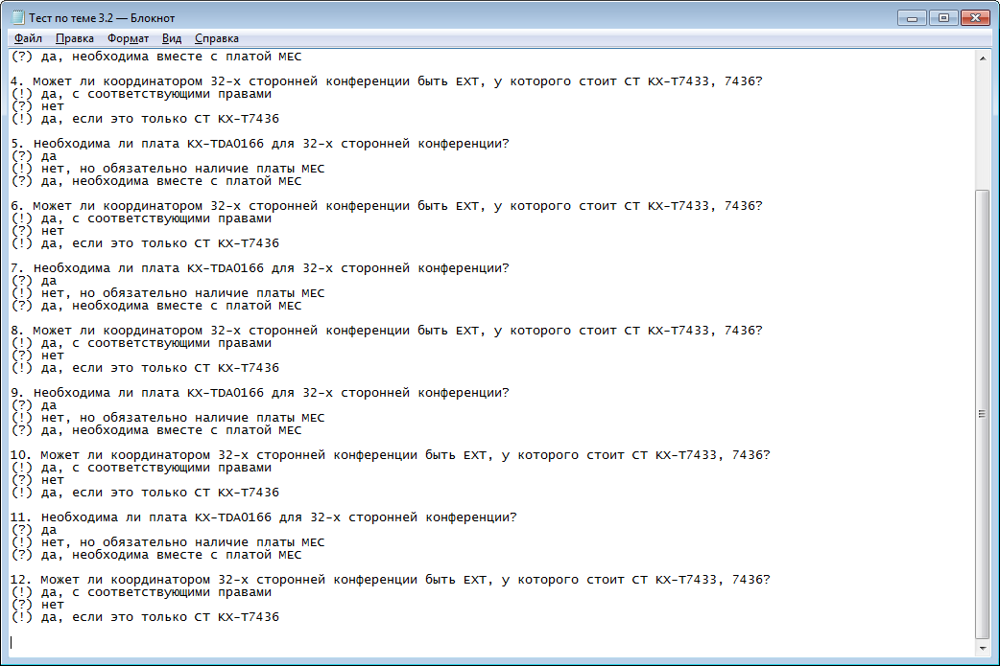 Тест по теме 3.2 — Блокнот
Файл Правка Формат Вид Справка
(?) да, необходима вместе с платой MEC
4. Может ли координатором 32-х сторонней конференции быть EXT, у которого стоит СТ KX-T7433, 7436?
(!) да, с соответствующими правами
(?) нет
(!) да, если это только СТ KX-T7436
5. Необходима ли плата KX-TDA0166 для 32-х сторонней конференции?
(?) да
(!) нет, но обязательно наличие платы MEC
(?) да, необходима вместе с платой MEC
6. Может ли координатором 32-х сторонней конференции быть EXT, у которого стоит СТ KX-T7433, 7436?
(!) да, с соответствующими правами
(?) нет
(!) да, если это только СТ KX-T7436
7. Необходима ли плата KX-TDA0166 для 32-х сторонней конференции?
(?) да
(!) нет, но обязательно наличие платы MEC
(?) да, необходима вместе с платой MEC
8. Может ли координатором 32-х сторонней конференции быть EXT, у которого стоит СТ KX-T7433, 7436?
(!) да, с соответствующими правами
(?) нет
(!) да, если это только СТ KX-T7436
9. Необходима ли плата KX-TDA0166 для 32-х сторонней конференции?
(?) да
(!) нет, но обязательно наличие платы MEC
(?) да, необходима вместе с платой MEC
10. Может ли координатором 32-х сторонней конференции быть EXT, у которого стоит СТ KX-T7433, 7436?
(!) да, с соответствующими правами
(?) нет
(!) да, если это только СТ KX-T7436
11. Необходима ли плата KX-TDA0166 для 32-х сторонней конференции?
(?) да
(!) нет, но обязательно наличие платы MEC
(?) да, необходима вместе с платой MEC
12. Может ли координатором 32-х сторонней конференции быть EXT, у которого стоит СТ KX-T7433, 7436?
(!) да, с соответствующими правами
(?) нет
(!) да, если это только СТ KX-T7436